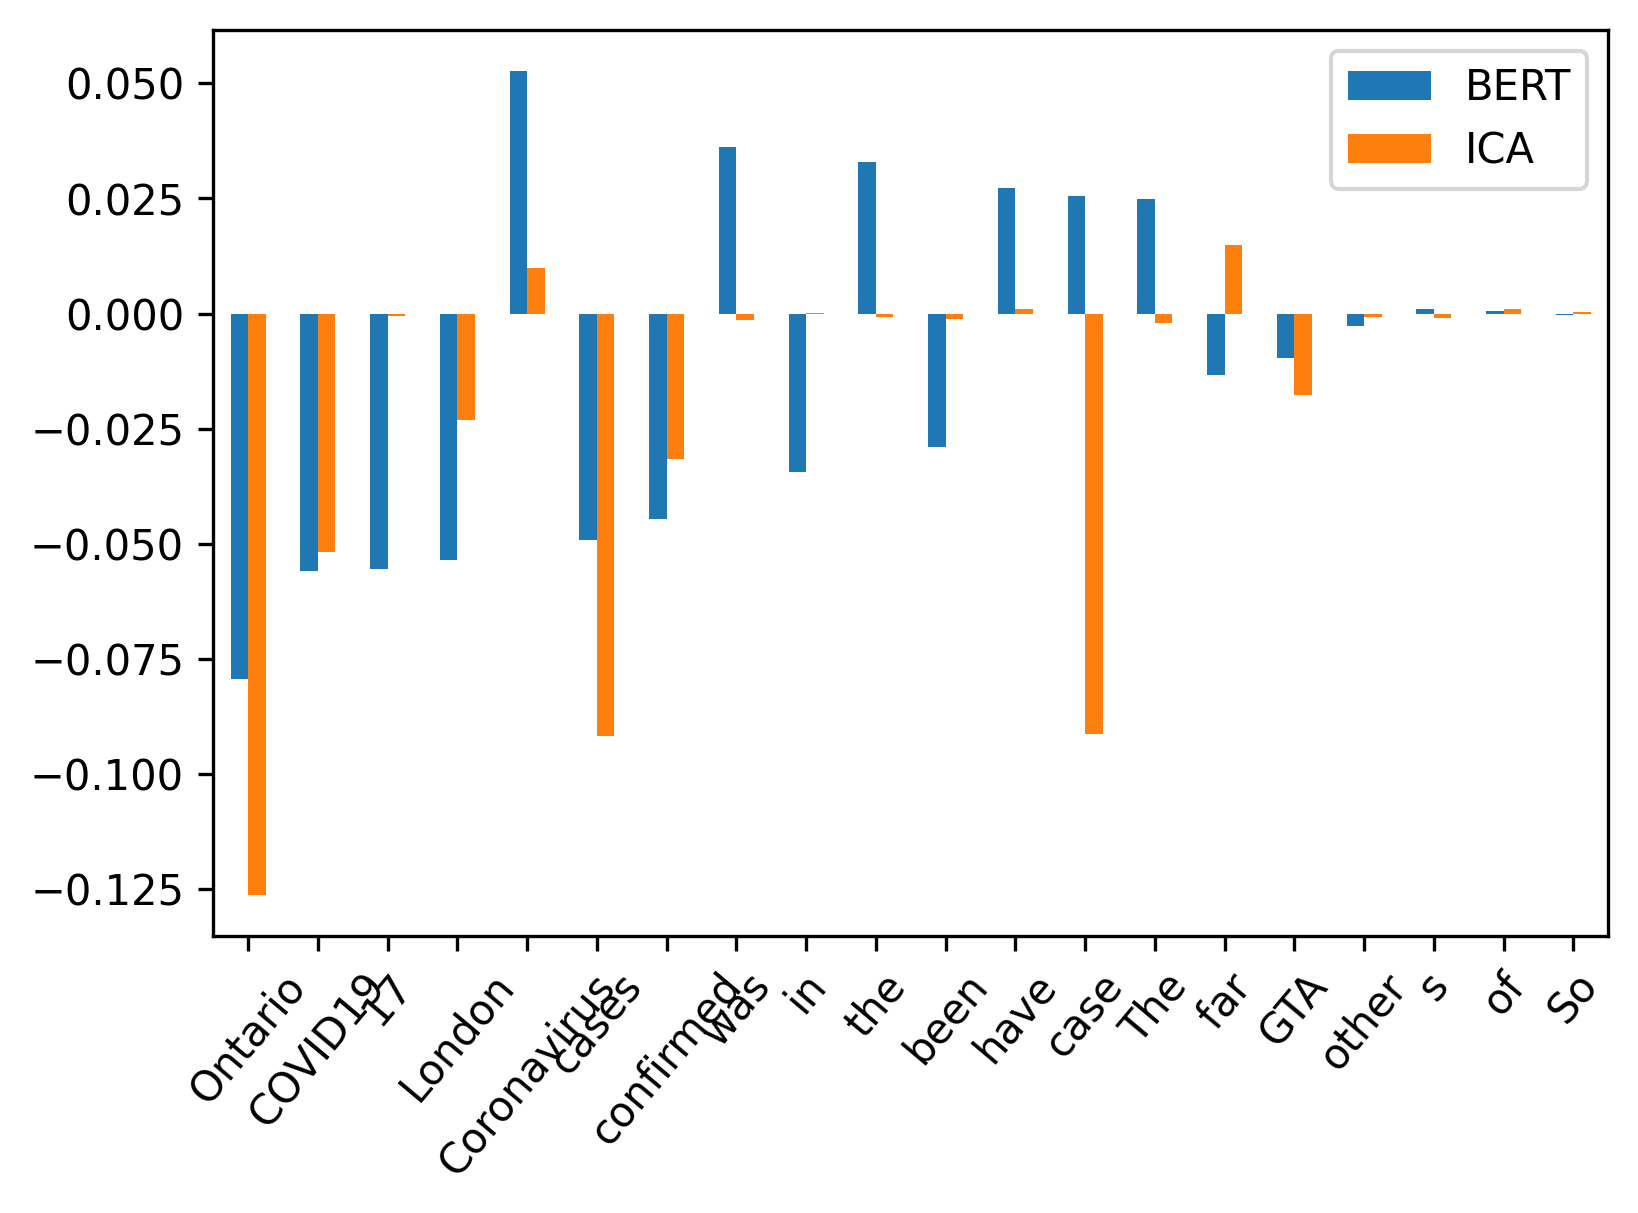 0.050
0.025
0.000
−0.025
−0.050
−0.075
−0.100
−0.125
BERT
ICA
Ontario
COVID19
17
London
Coronavirus
cases
confirmed
was
in
the
been
have
case
The
far
GTA
other
s
of
So